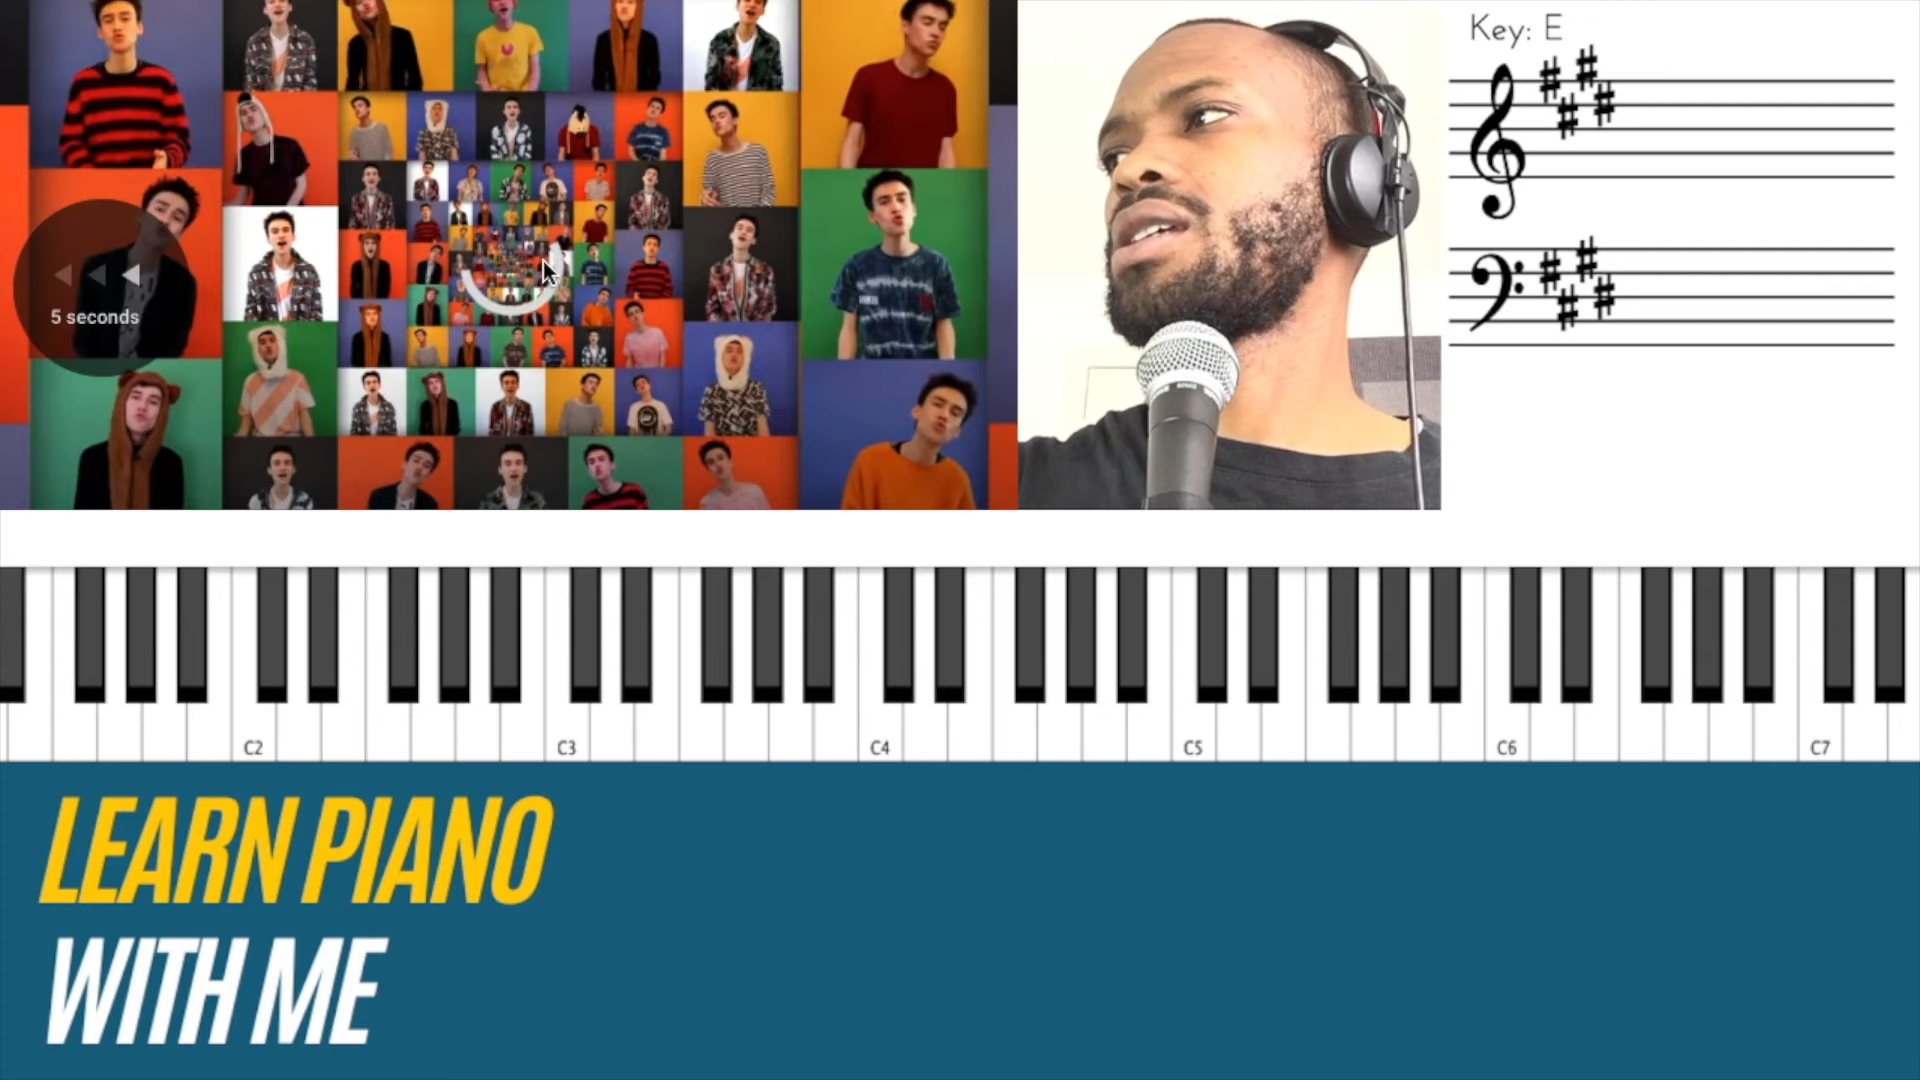 5 seconds
Key: E
C2
C3
C4
C5
C6
C7
LEARN PIANO
WITH ME